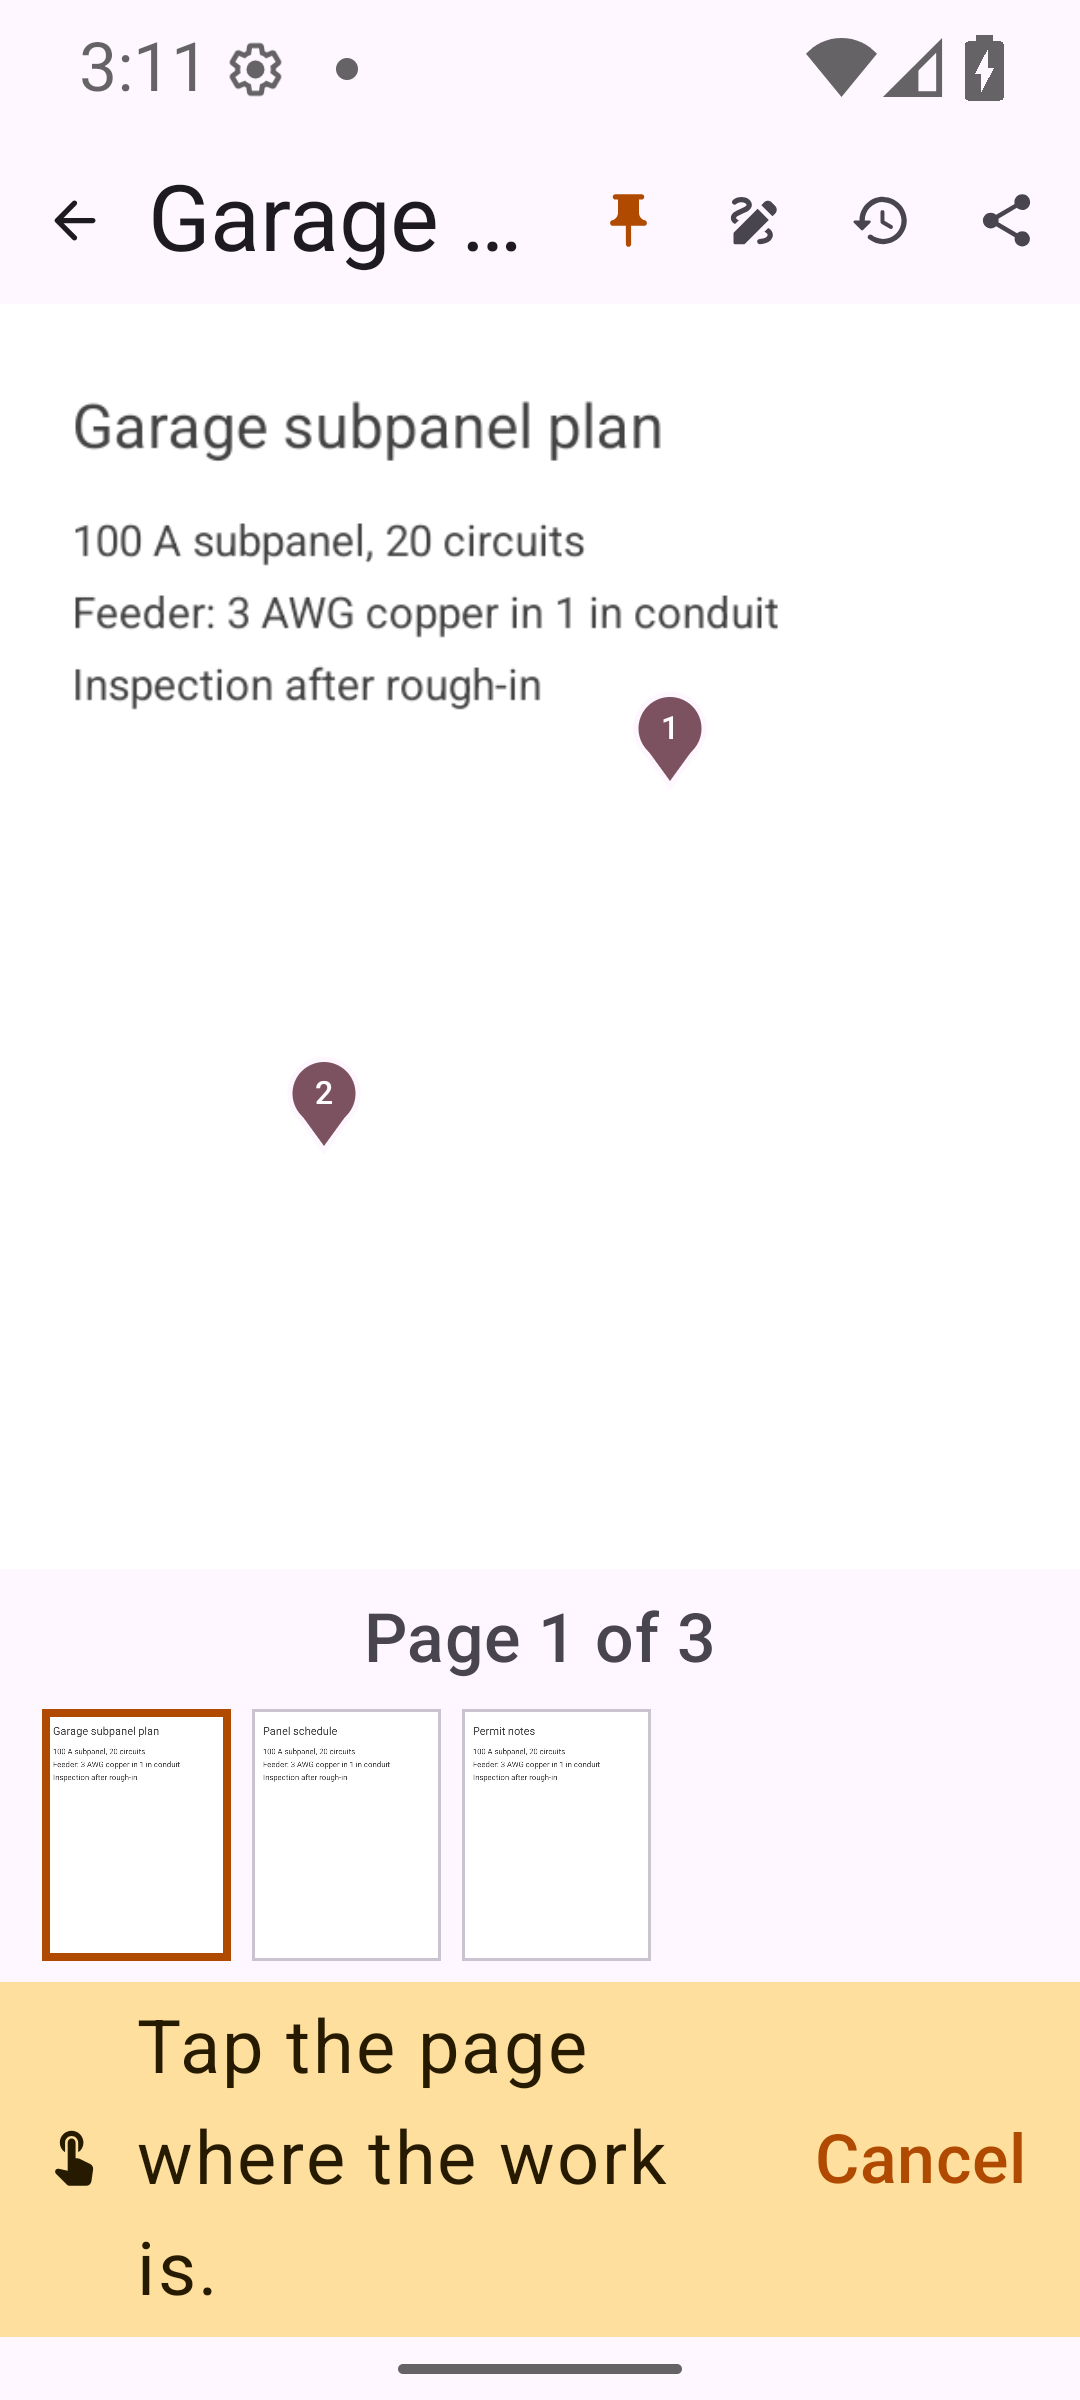 3:11
Garage ...
Garage subpanel plan
100 A subpanel, 20 circuits
Feeder: 3 AWG copper in 1 in conduit
Inspection after rough-in
1
2
Page 1 of 3
Garage subpanel plan
100 A subpanel, 20 circuits
Feeder: 3 AWG copper in 1 in conduit
Inspection after rough-in
Panel schedule
100 A subpanel, 20 circuits
Feeder: 3 AWG copper in 1 in conduit
Inspection after rough-in
Permit notes
100 A subpanel, 20 circuits
Feeder: 3 AWG copper in 1 in conduit
Inspection after rough-in
Tap the page
where the work
is.
Cancel